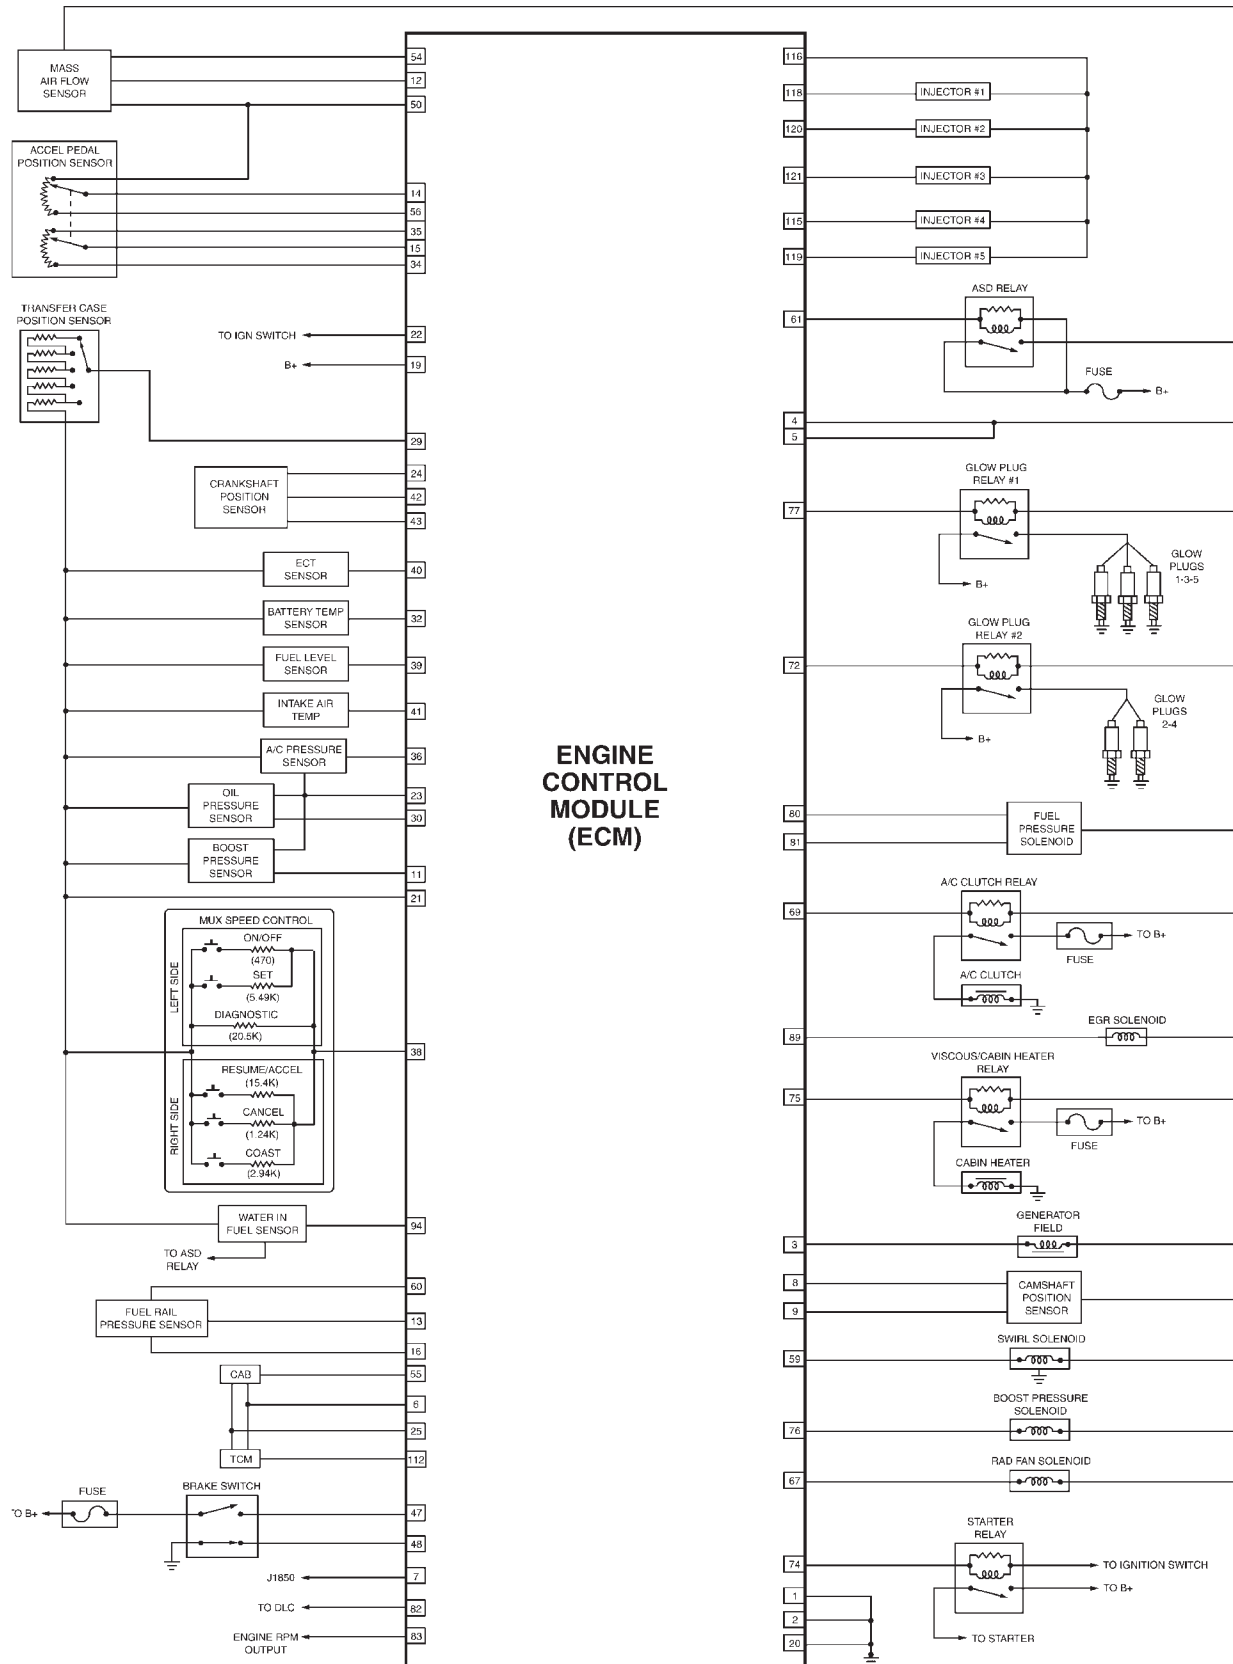 MASS
AIR FLOW
SENSOR
54
12
50
ACCEL PEDAL
POSITION SENSOR
14
56
35
15
34
TRANSFER CASE
POSITION SENSOR
TO IGN SWITCH
22
B+
19
29
CRANKSHAFT
POSITION
SENSOR
24
42
43
ECT
SENSOR
40
BATTERY TEMP
SENSOR
32
FUEL LEVEL
SENSOR
39
INTAKE AIR
TEMP
41
A/C PRESSURE
SENSOR
36
OIL
PRESSURE
SENSOR
23
30
BOOST
PRESSURE
SENSOR
11
21
MUX SPEED CONTROL
LEFT SIDE
ON/OFF
(470)
SET
(5.49K)
DIAGNOSTIC
(20.5K)
38
RIGHT SIDE
RESUME/ACCEL
(15.4K)
CANCEL
(1.24K)
COAST
(2.94K)
WATER IN
FUEL SENSOR
94
TO ASD
RELAY
60
FUEL RAIL
PRESSURE SENSOR
13
16
CAB
55
6
25
TCM
112
FUSE
BRAKE SWITCH
TO B+
47
48
J1850
7
TO DLC
82
ENGINE RPM
OUTPUT
83
ENGINE
CONTROL
MODULE
(ECM)
116
118
INJECTOR #1
120
INJECTOR #2
121
INJECTOR #3
115
INJECTOR #4
119
INJECTOR #5
ASD RELAY
61
FUSE
B+
4
5
GLOW PLUG
RELAY #1
77
GLOW
PLUGS
1-3-5
B+
GLOW PLUG
RELAY #2
72
GLOW
PLUGS
2-4
B+
80
81
FUEL
PRESSURE
SOLENOID
A/C CLUTCH RELAY
69
TO B+
FUSE
A/C CLUTCH
EGR SOLENOID
89
VISCOUS/CABIN HEATER
RELAY
75
TO B+
FUSE
CABIN HEATER
GENERATOR
FIELD
3
8
9
CAMSHAFT
POSITION
SENSOR
SWIRL SOLENOID
59
BOOST PRESSURE
SOLENOID
76
RAD FAN SOLENOID
67
STARTER
RELAY
74
TO IGNITION SWITCH
TO B+
1
2
20
TO STARTER